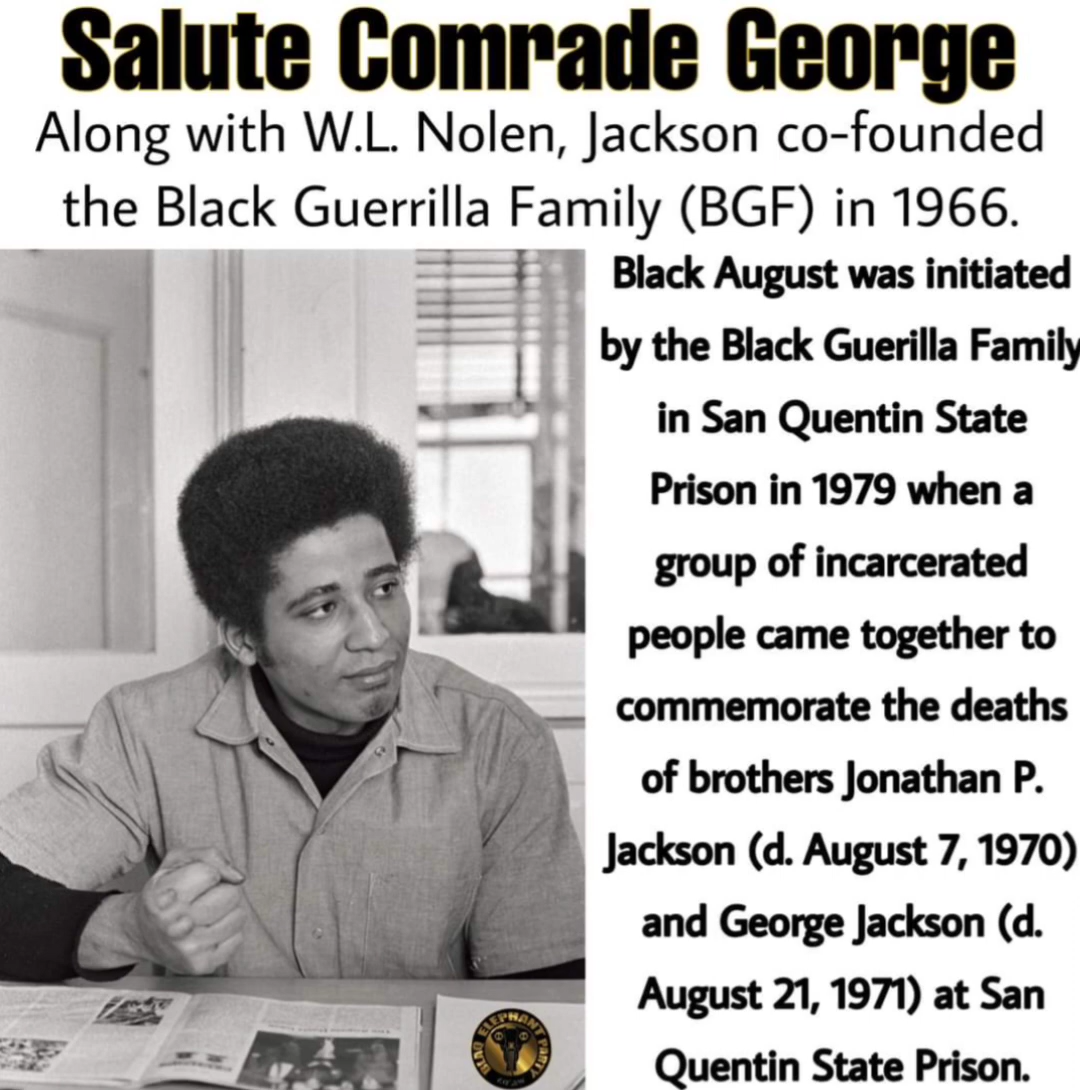 Salute Comrade George
Along with W.L. Nolen, Jackson co-founded
the Black Guerrilla Family (BGF) in 1966.
Black August was initiated
by the Black Guerilla Family
in San Quentin State
Prison in 1979 when a
group of incarcerated
people came together to
commemorate the deaths
of brothers Jonathan P.
Jackson (d. August 7, 1970)
and George Jackson (d.
August 21, 1971) at San
Quentin State Prison.
ELEPHANT PARTY